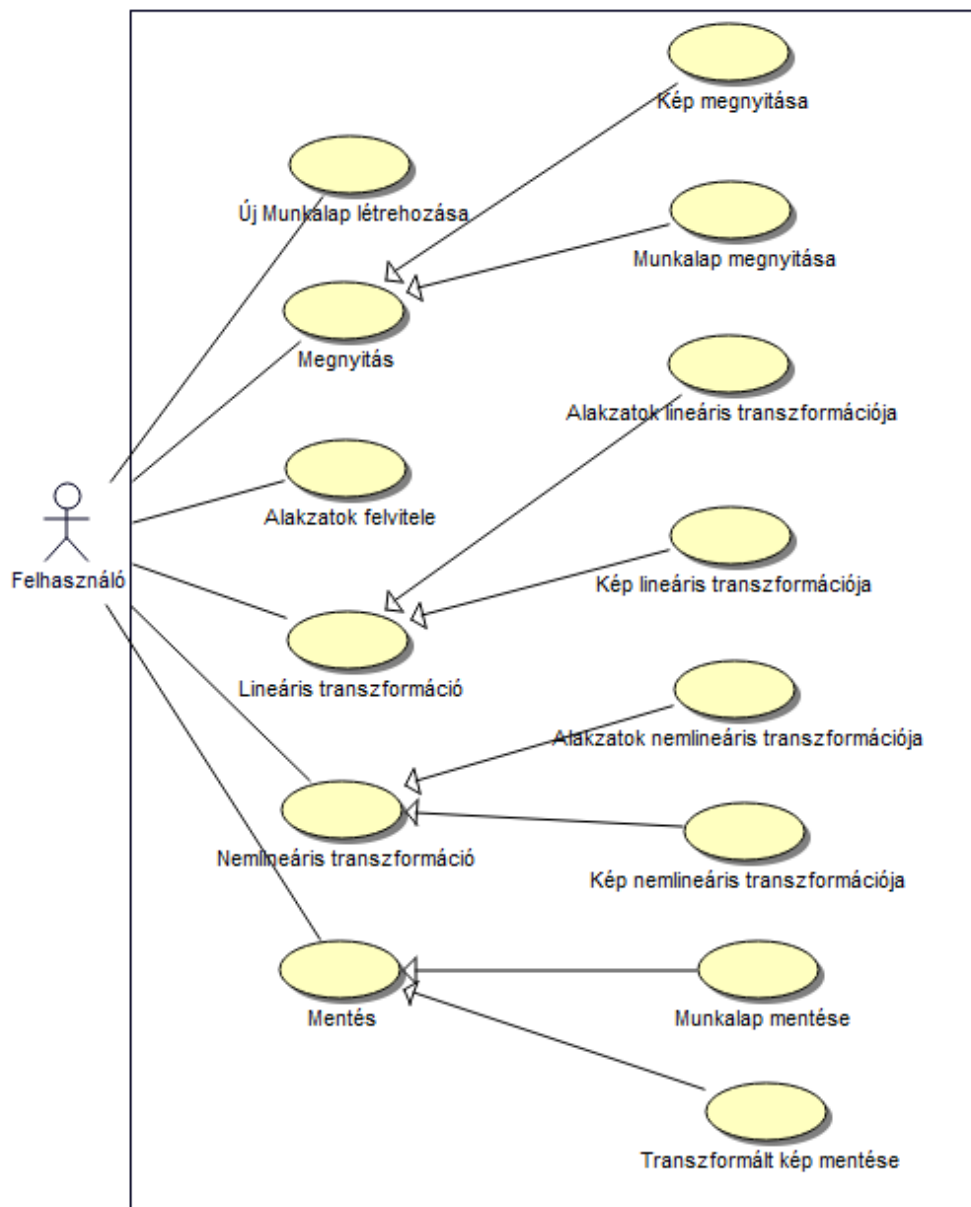 Kép megnyitása
Új Munkalap létrehozása
Munkalap megnyitása
Megnyitás
Alakzatok lineáris transzformációja
Alakzatok felvitele
Felhasználó
Kép lineáris transzformációja
Lineáris transzformáció
Alakzatok nemlineáris transzformációja
Nemlineáris transzformáció
Kép nemlineáris transzformációja
Mentés
Munkalap mentése
Transzformált kép mentése